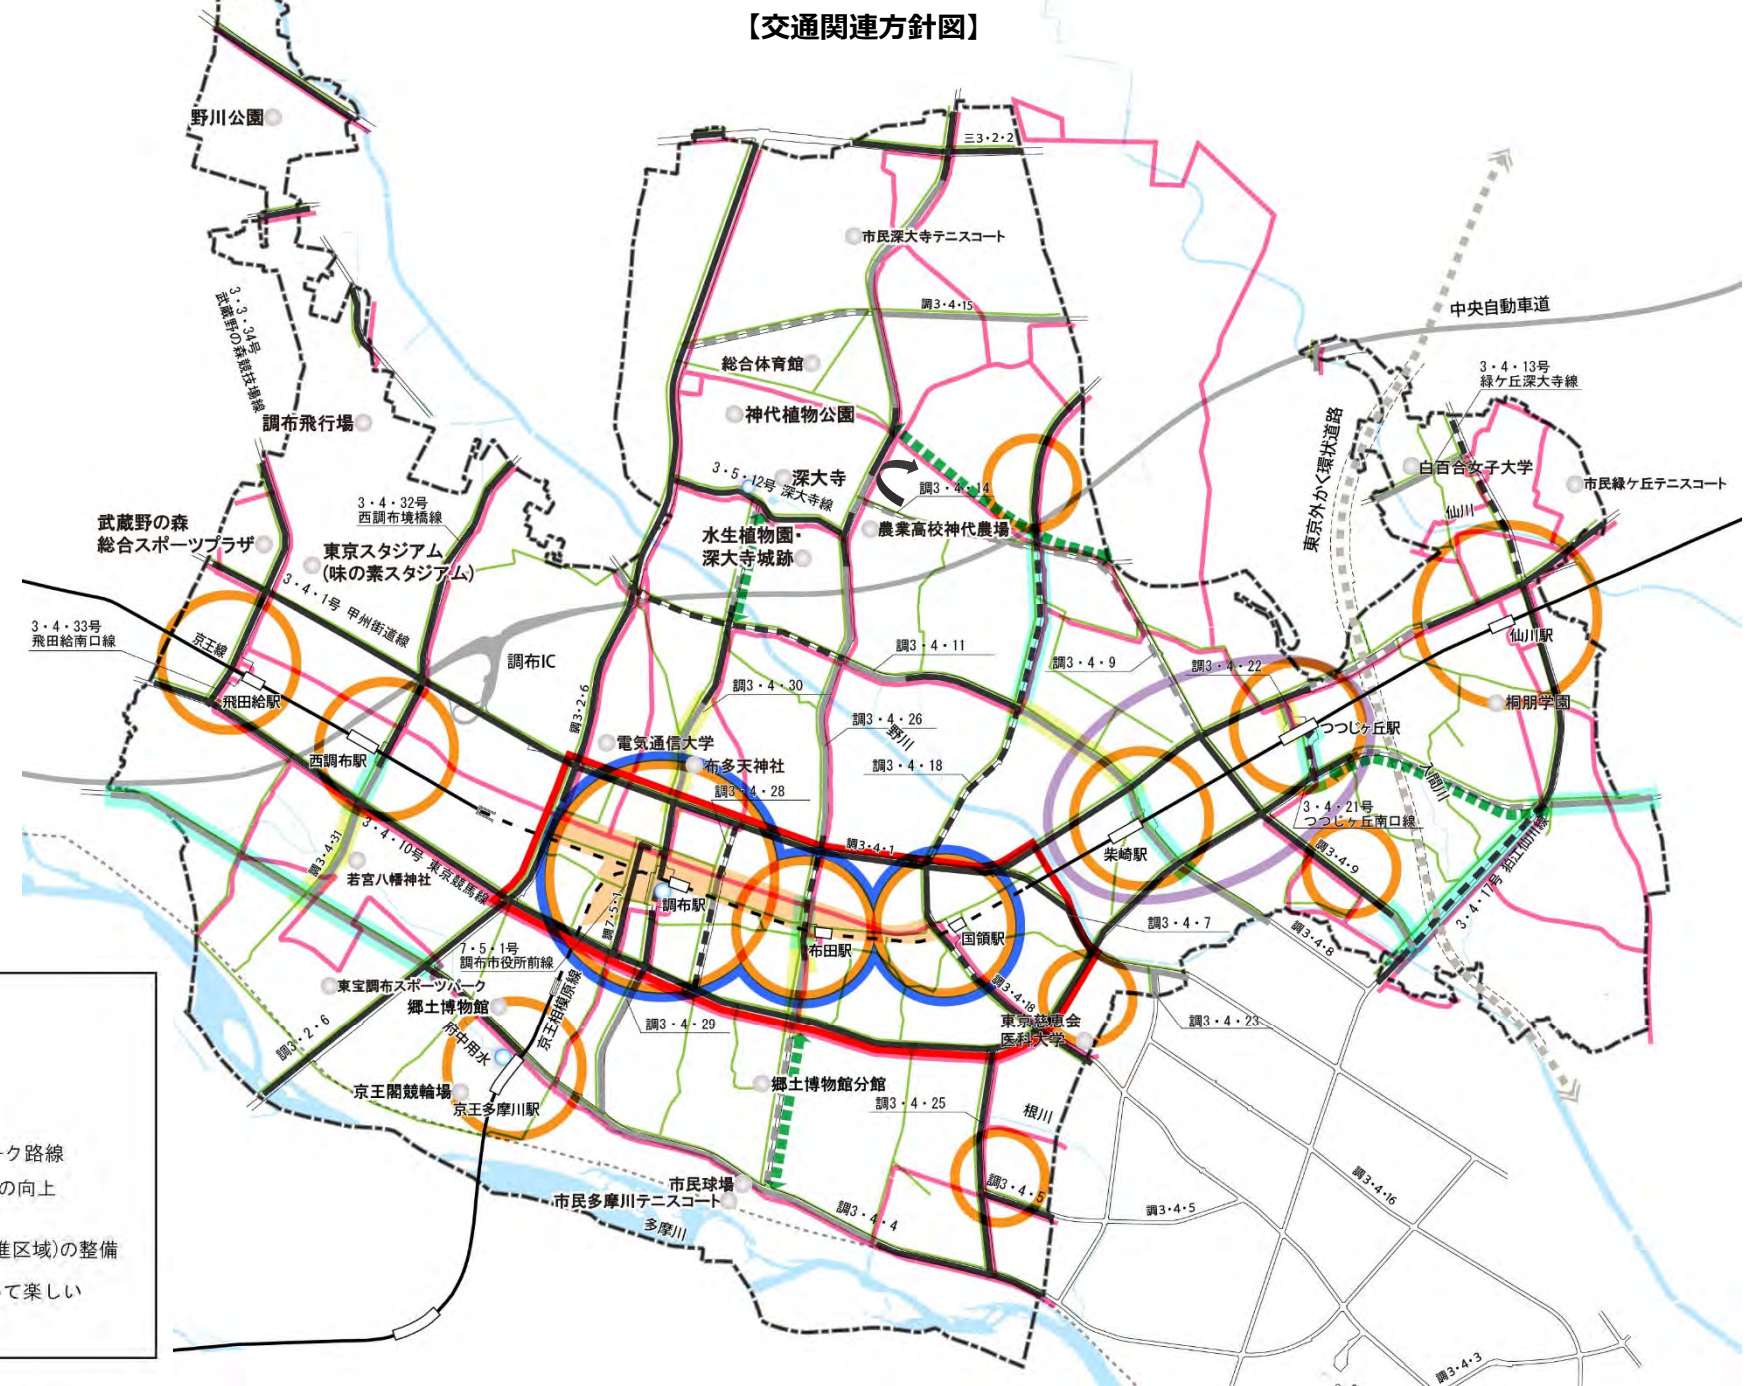 【交通関連方針図】
野川公園
三3・2・2
市民深大寺テニスコート
3・3・34号
武蔵野の森競技場線
調3・4・15
中央自動車道
総合体育館
3・4・13号
緑ケ丘深大寺線
調布飛行場
神代植物公園
東京外かく環状道路
白百合女子大学
市民緑ケ丘テニスコート
深大寺
3・5・12号 深大寺線
調3・4・14
仙川
3・4・32号
西調布境橋線
武蔵野の森
総合スポーツプラザ
東京スタジアム
(味の素スタジアム)
水生植物園・
深大寺城跡
農業高校神代農場
3・4・1号 甲州街道線
3・4・33号
飛田給南口線
京王線
仙川駅
調布IC
調3・4・11
調3・4・9
調3・4・22
飛田給駅
調3・4・30
桐朋学園
調3・2・6
調3・4・26
野川
つつじヶ丘駅
電気通信大学
西調布駅
布多天神社
調3・4・18
入間川
調3・4・28
3・4・21号
つつじヶ丘南口線
調3・4・31
3・4・10号 東京競馬線
調3・4・1
柴崎駅
調3・4・9
3・4・17号 狛江仙川線
若宮八幡神社
調布駅
調7・5・1
調3・4・7
調3・4・8
国領駅
布田駅
7・5・1号
調布市役所前線
東宝調布スポーツパーク
調3・4・18
郷土博物館
京王相模原線
府中用水
調3・2・6
調3・4・29
東京慈恵会
医科大学
調3・4・23
京王閣競輪場
京王多摩川駅
郷土博物館分館
調3・4・25
根川
ーク路線
の向上
市民球場
市民多摩川テニスコート
調3・4・5
調3・4・16
調3・4・5
多摩川
調3・4・4
進区域)の整備
て楽しい
調3・4・3